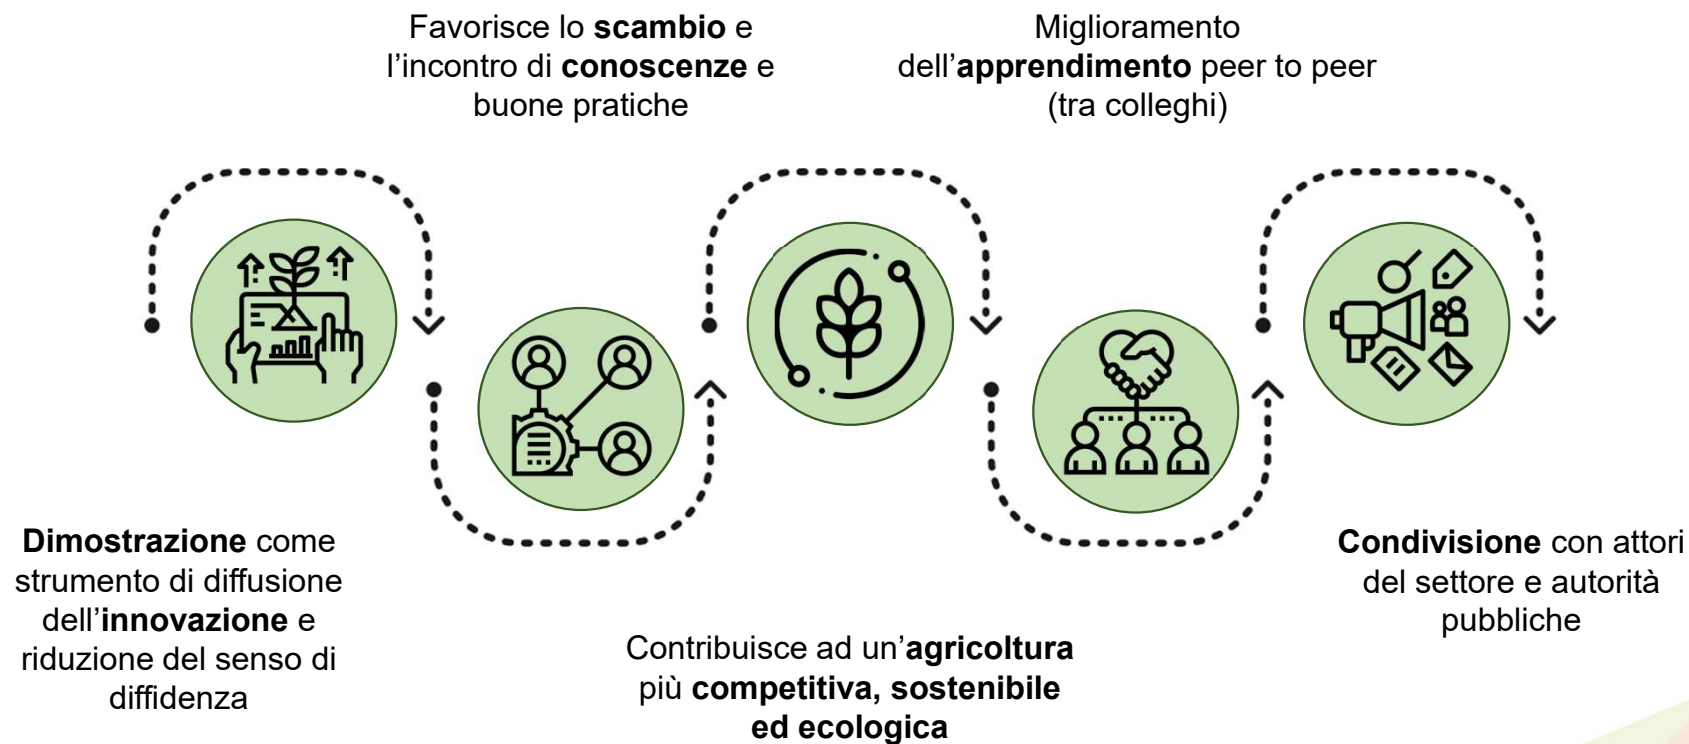 Favorisce lo scambio e
l’incontro di conoscenze e
buone pratiche
Miglioramento
dell’apprendimento peer to peer
(tra colleghi)
Dimostrazione come
strumento di diffusione
dell’innovazione e
riduzione del senso di
diffidenza
Contribuisce ad un’agricoltura
più competitiva, sostenibile
ed ecologica
Condivisione con attori
del settore e autorità
pubbliche